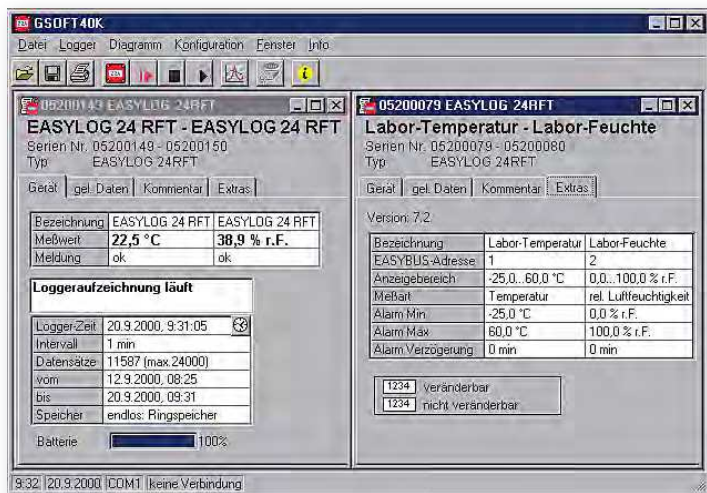 GSOFT40K
Datei Logger Diagramm Konfiguration Fenster Info
05200149 EASYLOG 24RFT
EASYLOG 24 RFT - EASYLOG 24 RFT
Serien Nr. 05200149 - 05200150
Typ EASYLOG 24RFT
Gerät gel. Daten Kommentar Extras
Bezeichnung EASYLOG 24 RFT EASYLOG 24 RFT
Meßwert 22,5 °C 38,9 % r.F.
Meldung ok ok
Loggeraufzeichnung läuft
Logger-Zeit 20.9.2000, 9:31:05
Intervall 1 min
Datensätze 11587 (max.24000)
vom 12.9.2000, 08:25
bis 20.9.2000, 09:31
Speicher endlos: Ringspeicher
Batterie 100%
05200079 EASYLOG 24RFT
Labor-Temperatur - Labor-Feuchte
Serien Nr. 05200079 - 05200080
Typ EASYLOG 24RFT
Gerät gel. Daten Kommentar Extras
Version: 7.2
Bezeichnung Labor-Temperatur Labor-Feuchte
EASYBUS-Adresse 1 2
Anzeigebereich -25,0...60,0 °C 0,0...100,0 % r.F.
Meßart Temperatur rel. Luftfeuchtigkeit
Alarm Min -25,0 °C 0,0 % r.F.
Alarm Max 60,0 °C 100,0 % r.F.
Alarm Verzögerung 0 min 0 min
1234 veränderbar
1234 nicht veränderbar
9:32 20.9.2000 COM1 keine Verbindung